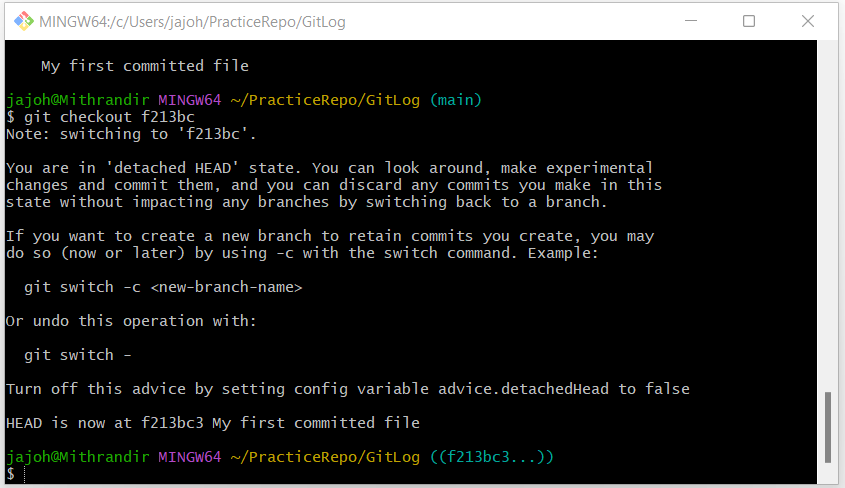 MINGW64:/c/Users/jajoh/PracticeRepo/GitLog
My first committed file
jajoh@Mithrandir MINGW64 ~/PracticeRepo/GitLog (main)
$ git checkout f213bc
Note: switching to 'f213bc'.
You are in 'detached HEAD' state. You can look around, make experimental
changes and commit them, and you can discard any commits you make in this
state without impacting any branches by switching back to a branch.
If you want to create a new branch to retain commits you create, you may
do so (now or later) by using -c with the switch command. Example:
git switch -c <new-branch-name>
Or undo this operation with:
git switch -
Turn off this advice by setting config variable advice.detachedHead to false
HEAD is now at f213bc3 My first committed file
jajoh@Mithrandir MINGW64 ~/PracticeRepo/GitLog ((f213bc3...))
$